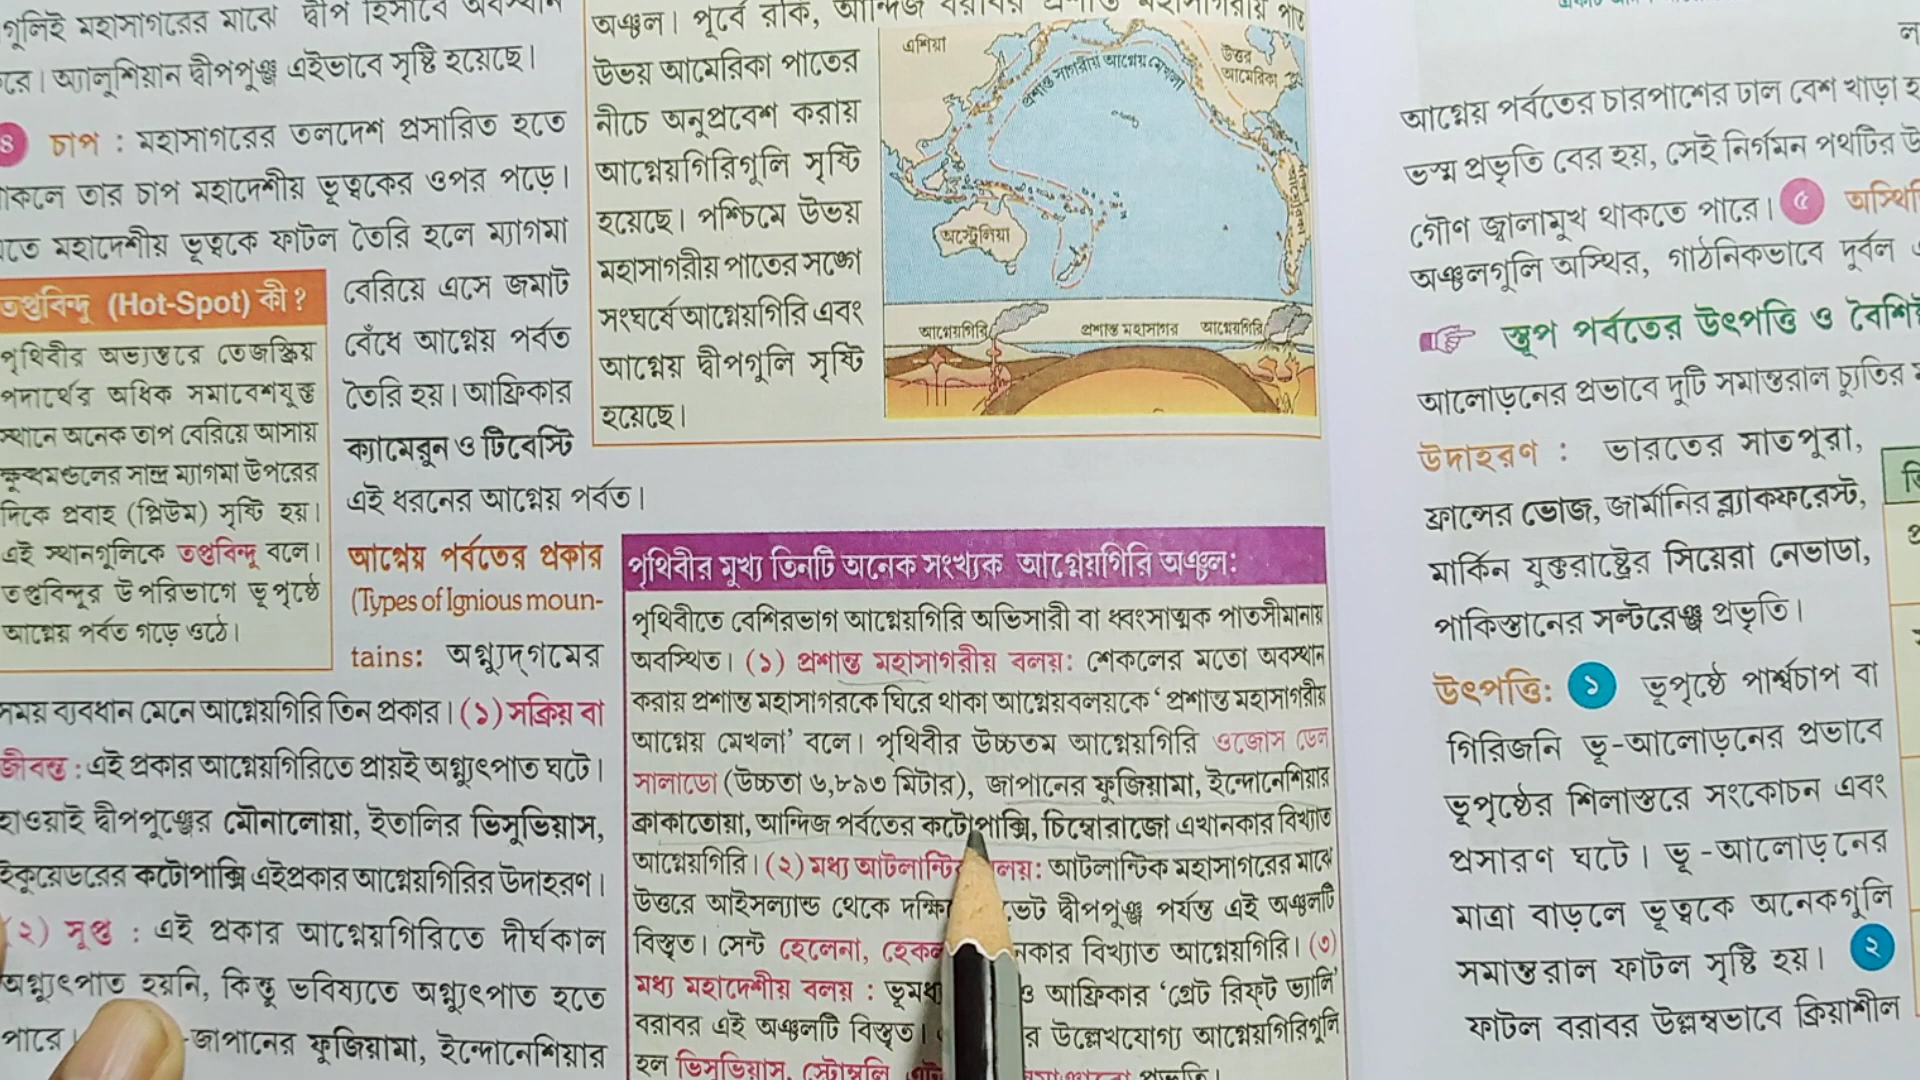 গুলিই মহাসাগরের মাঝে দ্বীপ হিসাবে অবস্থান
করে। অ্যালুশিয়ান দ্বীপপুঞ্জ এইভাবে সৃষ্টি হয়েছে।
৪ চাপ : মহাসাগরের তলদেশ প্রসারিত হতে
থাকলে তার চাপ মহাদেশীয় ভূত্বকের ওপর পড়ে।
মহাদেশীয় ভূত্বকে ফাটল তৈরি হলে ম্যাগমা
বেরিয়ে এসে জমাট
বেঁধে আগ্নেয় পর্বত
তৈরি হয়। আফ্রিকার
ক্যামেরুন ও টিবেস্টি
এই ধরনের আগ্নেয় পর্বত।
তপ্তবিন্দু (Hot-Spot) কী ?
পৃথিবীর অভ্যন্তরে তেজস্ক্রিয়
পদার্থের অধিক সমাবেশযুক্ত
স্থানে অনেক তাপ বেরিয়ে আসায়
ক্ষুব্ধমণ্ডলের সান্দ্র ম্যাগমা উপরের
দিকে প্রবাহ (প্লিউম) সৃষ্টি হয়।
এই স্থানগুলিকে তপ্তবিন্দু বলে।
তপ্তবিন্দুর উপরিভাগে ভূপৃষ্ঠে
আগ্নেয় পর্বত গড়ে ওঠে।
আগ্নেয় পর্বতের প্রকার
(Types of Ignious moun-
tains: অগ্ন্যুদ্‌গমের
সময় ব্যবধান মেনে আগ্নেয়গিরি তিন প্রকার। (১) সক্রিয় বা
জীবন্ত : এই প্রকার আগ্নেয়গিরিতে প্রায়ই অগ্ন্যুৎপাত ঘটে।
হাওয়াই দ্বীপপুঞ্জের মৌনালোয়া, ইতালির ভিসুভিয়াস,
ইকুয়েডরের কটোপাক্সি এইপ্রকার আগ্নেয়গিরির উদাহরণ।
(২) সুপ্ত : এই প্রকার আগ্নেয়গিরিতে দীর্ঘকাল
অগ্ন্যুৎপাত হয়নি, কিন্তু ভবিষ্যতে অগ্ন্যুৎপাত হতে
পারে। জাপানের ফুজিয়ামা, ইন্দোনেশিয়ার
অঞ্চল। পূর্বে রকি, আন্দিজ বরাবর প্রশান্ত মহাসাগরীয় পাত
উভয় আমেরিকা পাতের
নীচে অনুপ্রবেশ করায়
আগ্নেয়গিরিগুলি সৃষ্টি
হয়েছে। পশ্চিমে উভয়
মহাসাগরীয় পাতের সঙ্গে
সংঘর্ষে আগ্নেয়গিরি এবং
আগ্নেয় দ্বীপগুলি সৃষ্টি
হয়েছে।
এশিয়া
প্রশান্ত সাগরীয় আগ্নেয় মেখলা
উত্তর
আমেরিকা
অস্ট্রেলিয়া
আগ্নেয়গিরি
প্রশান্ত মহাসাগর
আগ্নেয়গিরি
পৃথিবীর মুখ্য তিনটি অনেক সংখ্যক আগ্নেয়গিরি অঞ্চল:
পৃথিবীতে বেশিরভাগ আগ্নেয়গিরি অভিসারী বা ধ্বংসাত্মক পাতসীমানায়
অবস্থিত। (১) প্রশান্ত মহাসাগরীয় বলয়: শেকলের মতো অবস্থান
করায় প্রশান্ত মহাসাগরকে ঘিরে থাকা আগ্নেয়বলয়কে ‘প্রশান্ত মহাসাগরীয়
আগ্নেয় মেখলা’ বলে। পৃথিবীর উচ্চতম আগ্নেয়গিরি ওজোস ডেল
সালাডো (উচ্চতা ৬,৮৯৩ মিটার), জাপানের ফুজিয়ামা, ইন্দোনেশিয়ার
ক্রাকাতোয়া, আন্দিজ পর্বতের কটোপাক্সি, চিম্বোরাজো এখানকার বিখ্যাত
আগ্নেয়গিরি। (২) মধ্য আটলান্টিক বলয়: আটলান্টিক মহাসাগরের মাঝে
উত্তরে আইসল্যান্ড থেকে দক্ষি ভেট দ্বীপপুঞ্জ পর্যন্ত এই অঞ্চলটি
বিস্তৃত। সেন্ট হেলেনা, হেকল নকার বিখ্যাত আগ্নেয়গিরি। (৩)
মধ্য মহাদেশীয় বলয় : ভূমধ্য ও আফ্রিকার ‘গ্রেট রিফ্‌ট ভ্যালি’
বরাবর এই অঞ্চলটি বিস্তৃত। র উল্লেখযোগ্য আগ্নেয়গিরিগুলি
হল ভিসুভিয়াস, স্ট্রোম্বলি প্রভৃতি।
আগ্নেয় পর্বতের চারপাশের ঢাল বেশ খাড়া
ভস্ম প্রভৃতি বের হয়, সেই নির্গমন পথটির
গৌণ জ্বালামুখ থাকতে পারে। ৫
অঞ্চলগুলি অস্থির, গাঠনিকভাবে দুর্বল
স্তূপ পর্বতের উৎপত্তি ও
আলোড়নের প্রভাবে দুটি সমান্তরাল চ্যুতির
উদাহরণ : ভারতের সাতপুরা,
ফ্রান্সের ভোজ, জার্মানির ব্ল্যাকফরেস্ট,
মার্কিন যুক্তরাষ্ট্রের সিয়েরা নেভাডা,
পাকিস্তানের সল্টরেঞ্জ প্রভৃতি।
উৎপত্তি: ১ ভূপৃষ্ঠে পার্শ্বচাপ বা
গিরিজনি ভূ-আলোড়নের প্রভাবে
ভূপৃষ্ঠের শিলাস্তরে সংকোচন এবং
প্রসারণ ঘটে। ভূ-আলোড়নের
মাত্রা বাড়লে ভূত্বকে অনেকগুলি
সমান্তরাল ফাটল সৃষ্টি হয়। ২
ফাটল বরাবর উল্লম্বভাবে ক্রিয়াশীল